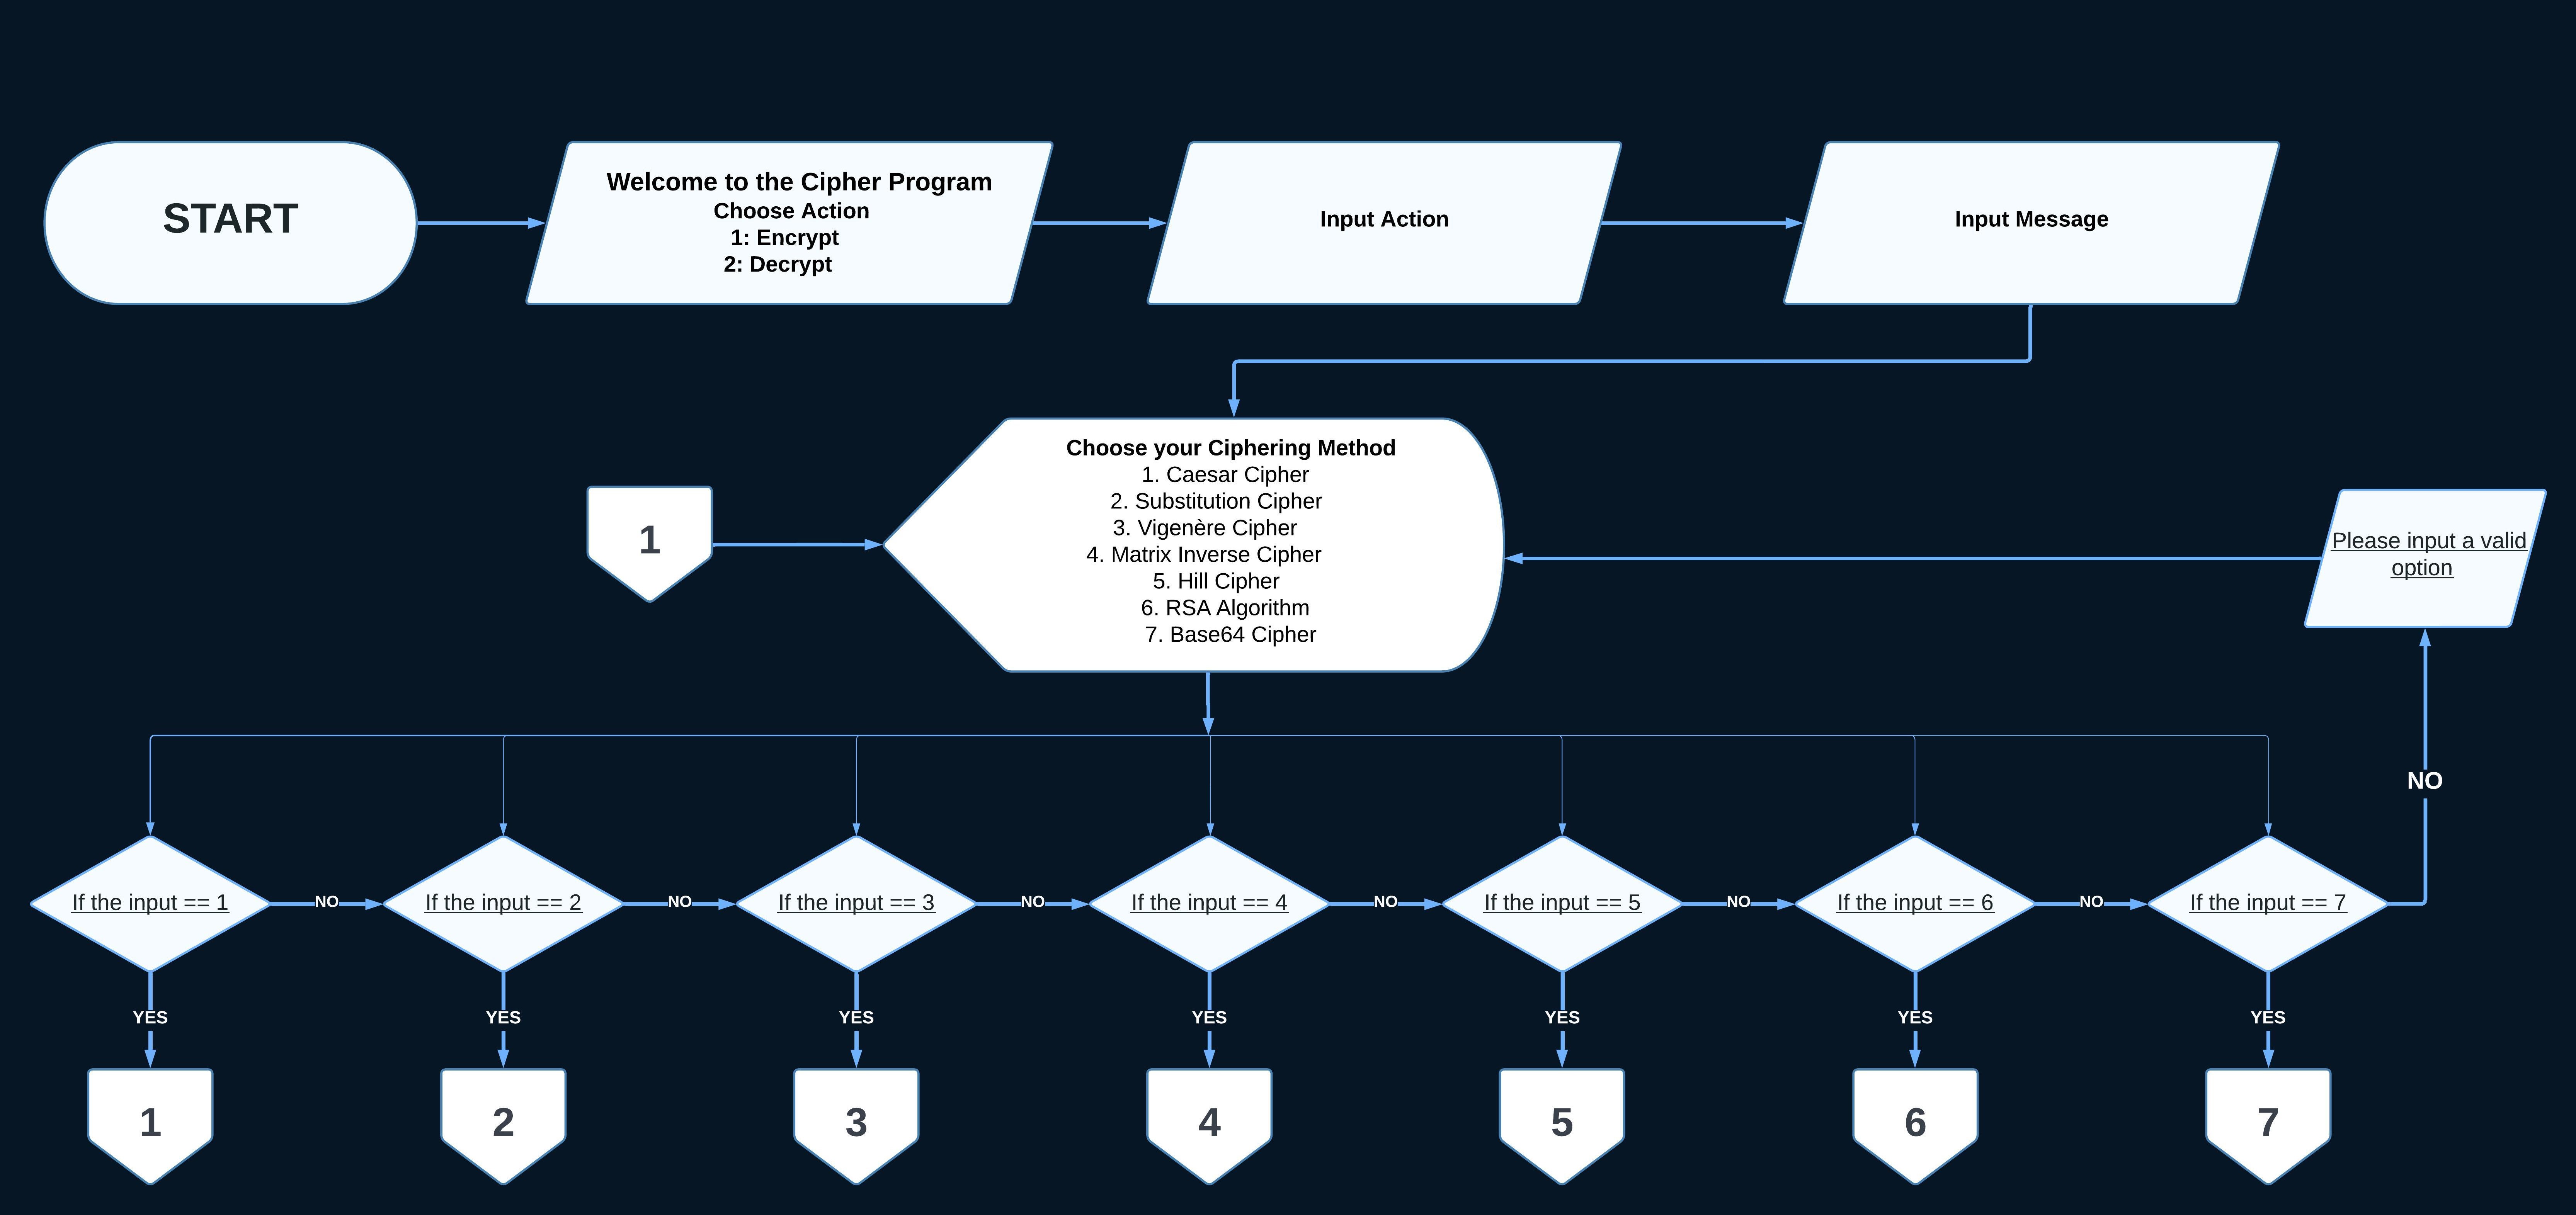 START
Welcome to the Cipher Program
Choose Action
1: Encrypt
2: Decrypt
Input Action
Input Message
Choose your Ciphering Method
1. Caesar Cipher
2. Substitution Cipher
3. Vigenère Cipher
4. Matrix Inverse Cipher
5. Hill Cipher
6. RSA Algorithm
7. Base64 Cipher
1
Please input a valid
option
NO
If the input == 1
NO
If the input == 2
NO
If the input == 3
NO
If the input == 4
NO
If the input == 5
NO
If the input == 6
NO
If the input == 7
YES
YES
YES
YES
YES
YES
YES
1
2
3
4
5
6
7